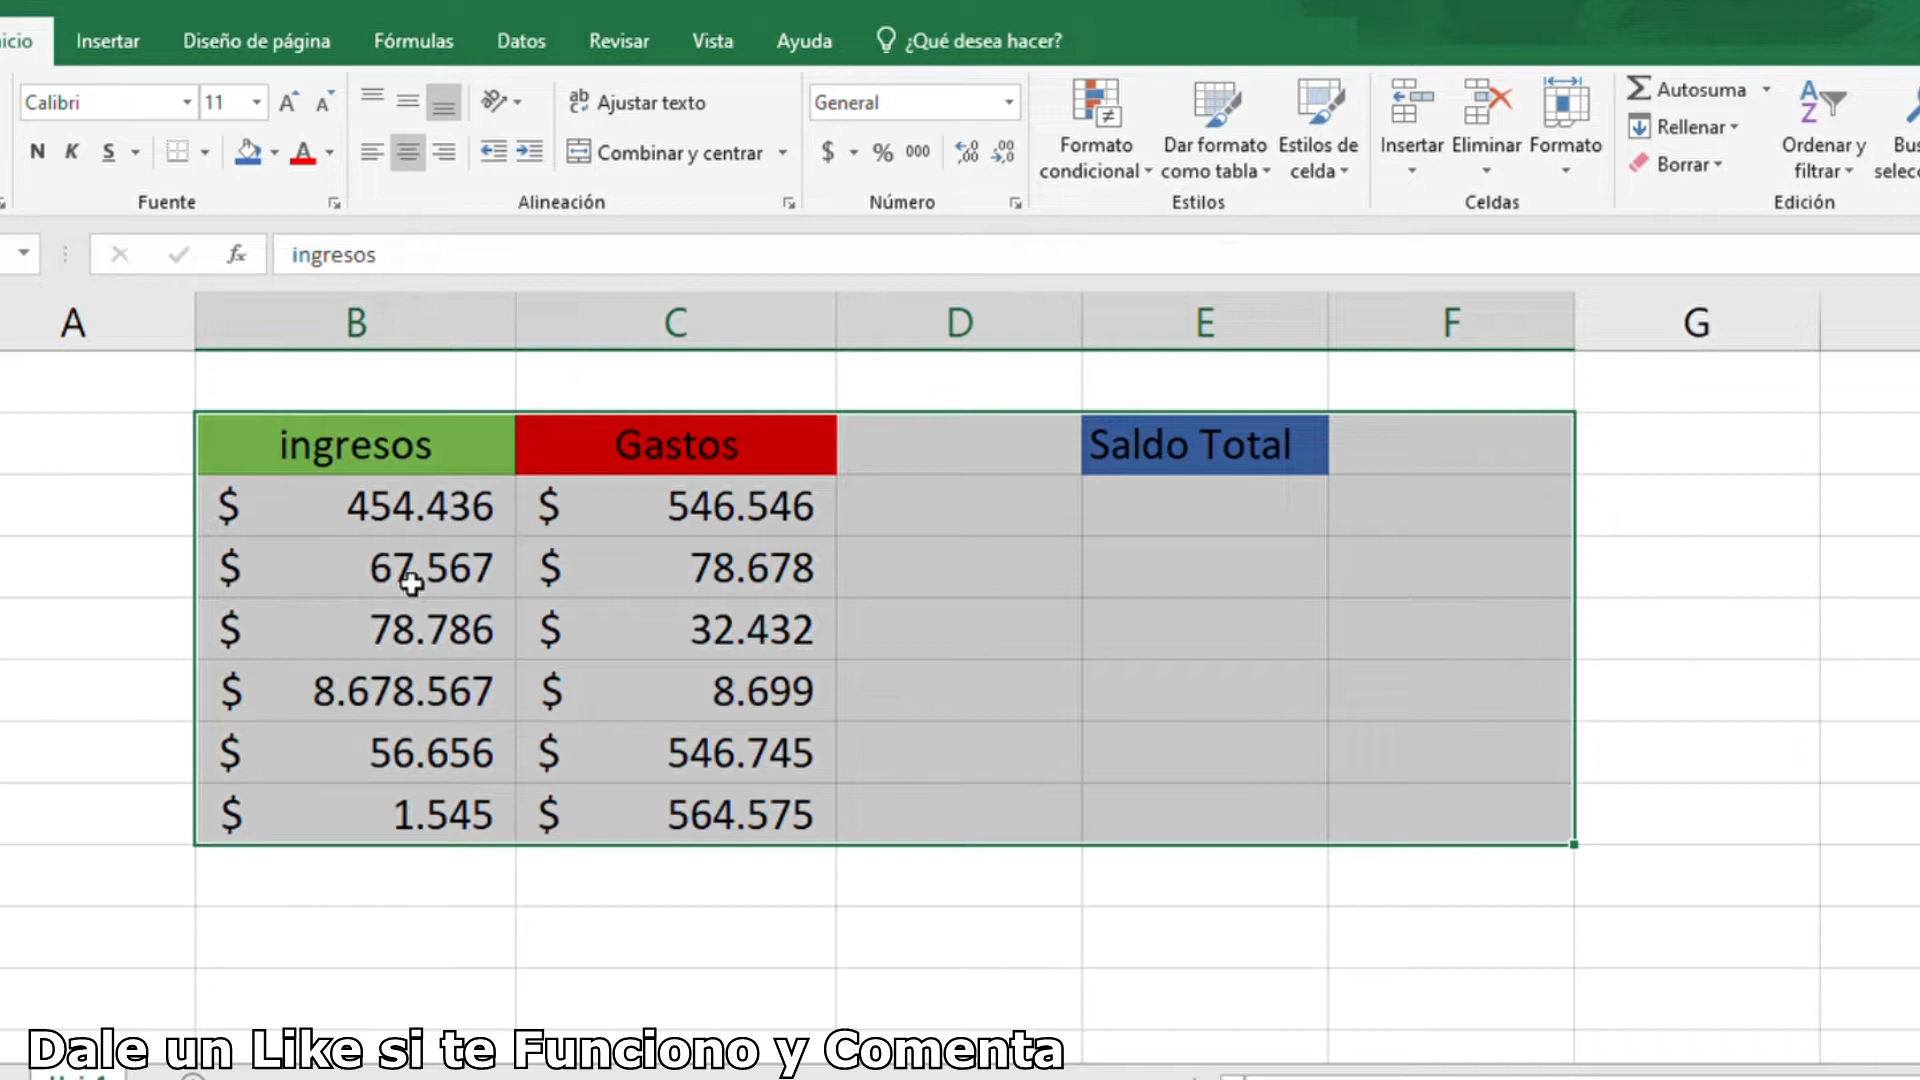 Insertar Diseño de página Fórmulas Datos Revisar Vista Ayuda ¿Qué desea hacer?
Calibri 11 Ajustar texto General Autosuma
Rellenar
N K S Combinar y centrar $ % 000 Formato condicional Dar formato como tabla Estilos de celda Insertar Eliminar Formato Borrar Ordenar y filtrar
Fuente Alineación Número Estilos Celdas Edición
fx ingresos
A B C D E F G
ingresos Gastos Saldo Total
$ 454.436 $ 546.546
$ 67.567 $ 78.678
$ 78.786 $ 32.432
$ 8.678.567 $ 8.699
$ 56.656 $ 546.745
$ 1.545 $ 564.575
Dale un Like si te Funciono y Comenta